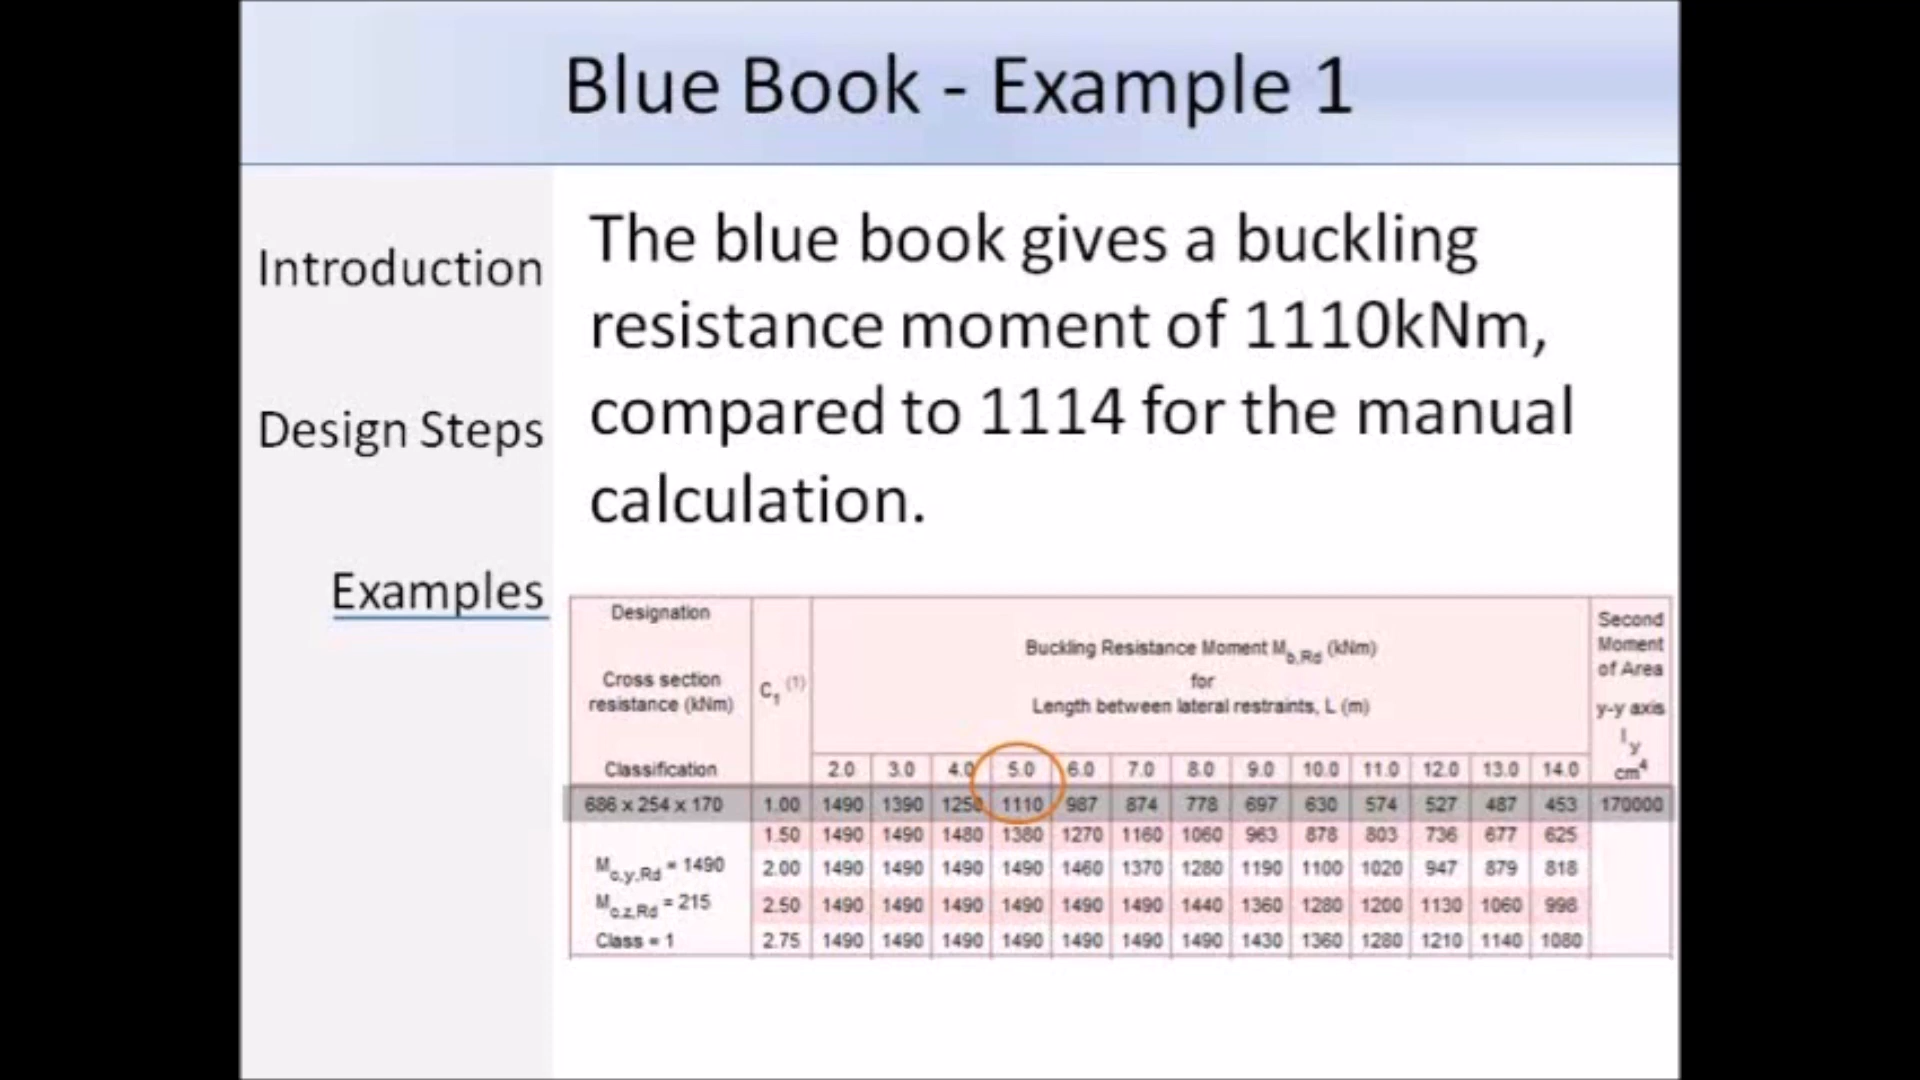 Blue Book - Example 1
Introduction
Design Steps
Examples
The blue book gives a buckling
resistance moment of 1110kNm,
compared to 1114 for the manual
calculation.
Designation
Cross section
resistance (kNm)
Classification
C1 (1)
Buckling Resistance Moment Mb,Rd (kNm)
for
Length between lateral restraints, L (m)
Second
Moment
of Area
y-y axis
Iy
cm4
2.0 3.0 4.0 5.0 6.0 7.0 8.0 9.0 10.0 11.0 12.0 13.0 14.0
686 x 254 x 170 1.00 1490 1390 1250 1110 987 874 778 697 630 574 527 487 453 170000
1.50 1490 1490 1480 1380 1270 1160 1060 963 878 803 736 677 625
Mc,y,Rd = 1490 2.00 1490 1490 1490 1490 1460 1370 1280 1190 1100 1020 947 879 818
Mc,z,Rd = 215 2.50 1490 1490 1490 1490 1490 1490 1440 1360 1280 1200 1130 1060 998
Class = 1 2.75 1490 1490 1490 1490 1490 1490 1490 1430 1360 1280 1210 1140 1080